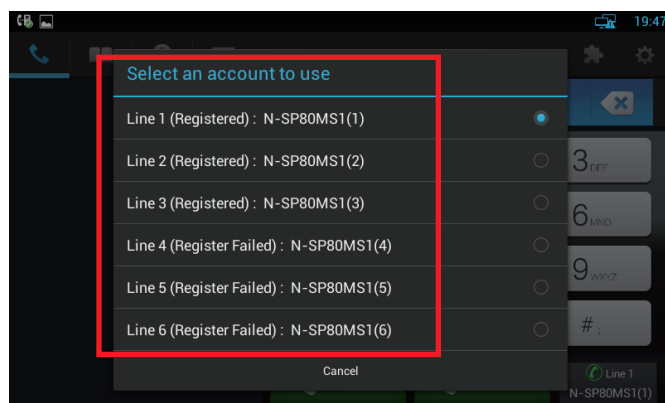 19:47
Select an account to use
Line 1 (Registered) : N-SP80MS1(1)
Line 2 (Registered) : N-SP80MS1(2)
Line 3 (Registered) : N-SP80MS1(3)
Line 4 (Register Failed) : N-SP80MS1(4)
Line 5 (Register Failed) : N-SP80MS1(5)
Line 6 (Register Failed) : N-SP80MS1(6)
Cancel
3 DEF
6 MNO
9 WXYZ
# :
Line 1
N-SP80MS1(1)